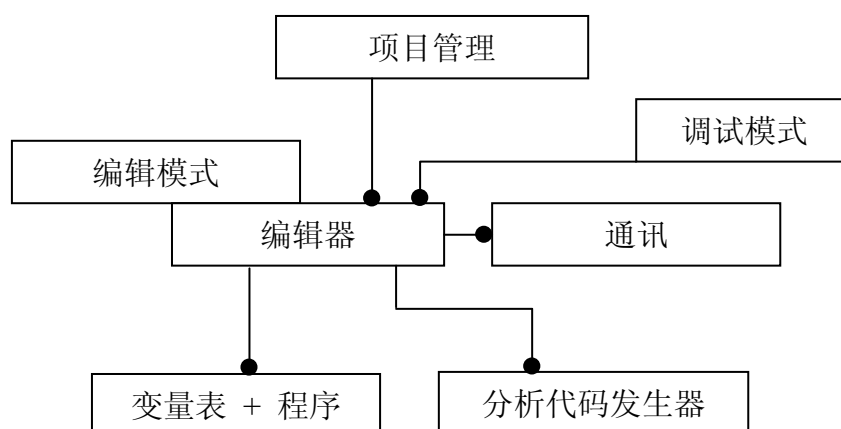 项目管理
调试模式
编辑模式
编辑器
通讯
变量表 + 程序
分析代码发生器